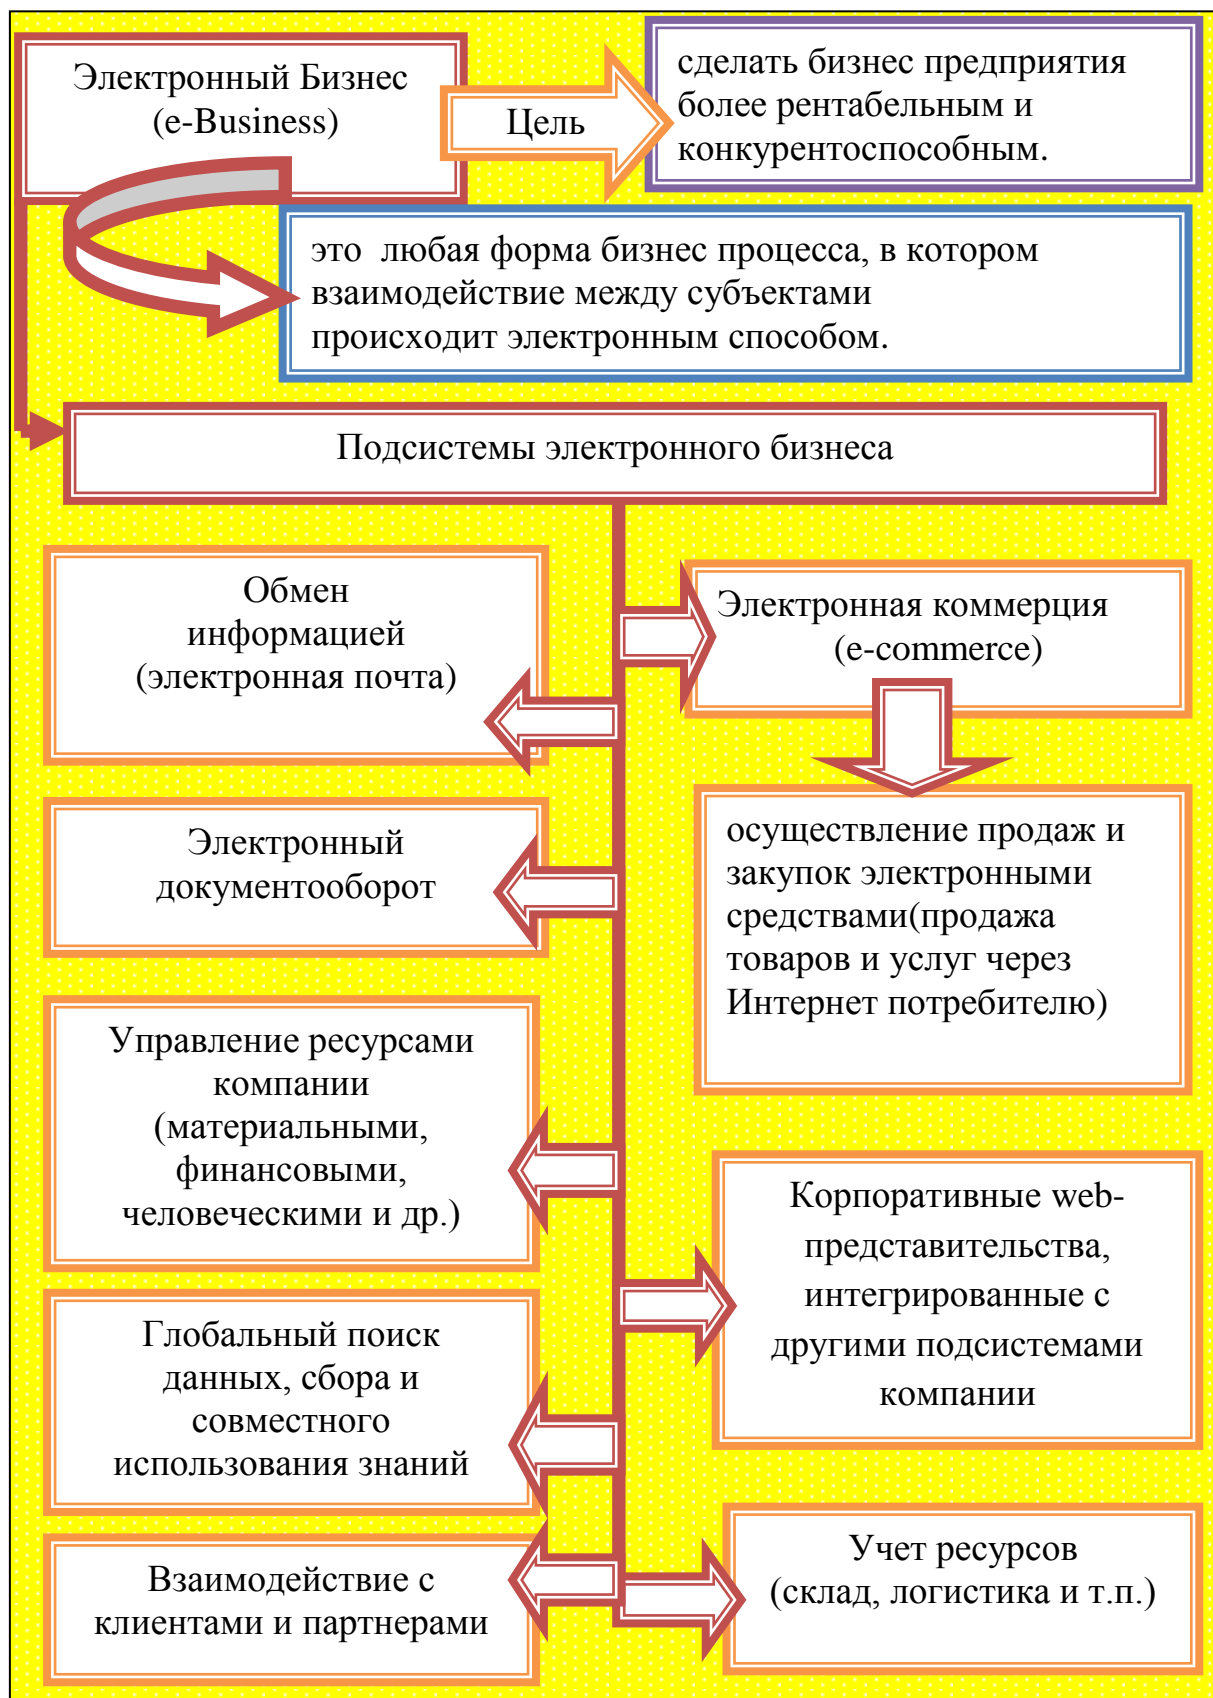 Электронный Бизнес
(e-Business)
Цель
сделать бизнес предприятия
более рентабельным и
конкурентоспособным.
это любая форма бизнес процесса, в котором
взаимодействие между субъектами
происходит электронным способом.
Подсистемы электронного бизнеса
Обмен
информацией
(электронная почта)
Электронная коммерция
(e-commerce)
Электронный
документооборот
осуществление продаж и
закупок электронными
средствами(продажа
товаров и услуг через
Интернет потребителю)
Управление ресурсами
компании
(материальными,
финансовыми,
человеческими и др.)
Корпоративные web-
представительства,
интегрированные с
другими подсистемами
компании
Глобальный поиск
данных, сбора и
совместного
использования знаний
Учет ресурсов
(склад, логистика и т.п.)
Взаимодействие с
клиентами и партнерами